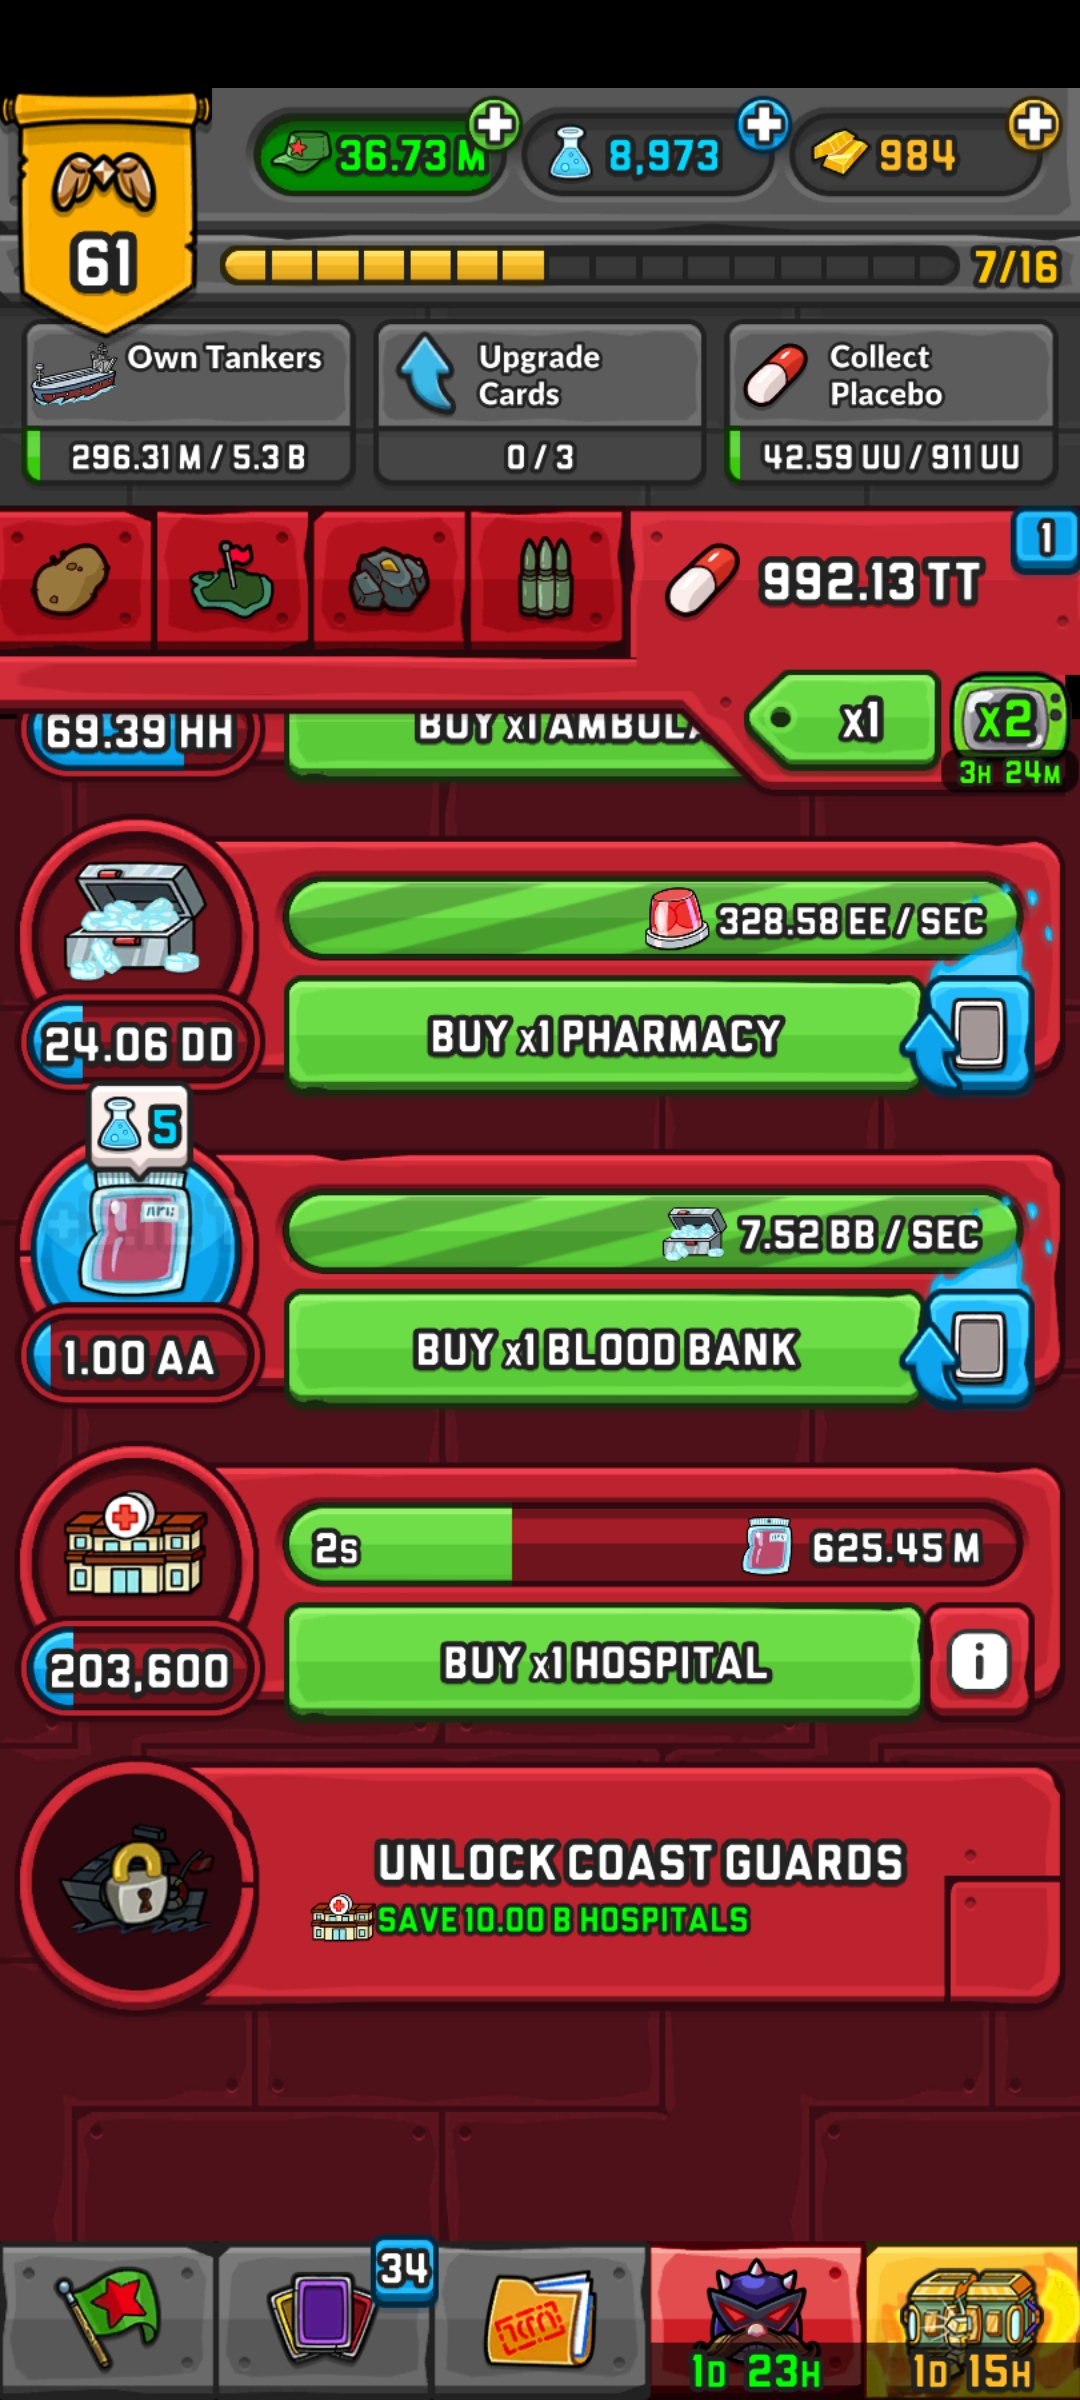 36.73 M
8,973
984
61
7/16
Own Tankers
296.31 M / 5.3 B
Upgrade
Cards
0 / 3
Collect
Placebo
42.59 UU / 911 UU
992.13 TT
1
x1
x2
3H 24M
69.39 HH
BUY x1 AMBULA
328.58 EE / SEC
24.06 DD
BUY x1 PHARMACY
5
7.52 BB / SEC
1.00 AA
BUY x1 BLOOD BANK
2s
625.45 M
203,600
BUY x1 HOSPITAL
i
UNLOCK COAST GUARDS
SAVE 10.00 B HOSPITALS
34
1D 23H
1D 15H